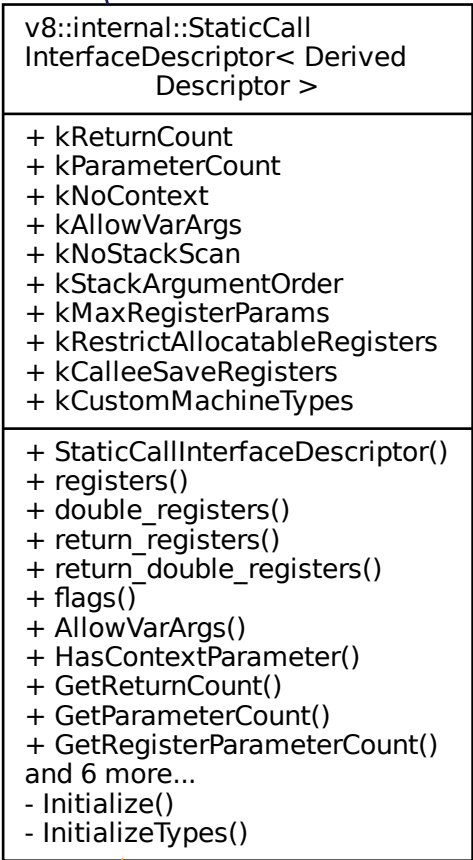 v8::internal::StaticCall
InterfaceDescriptor< Derived
Descriptor >
+ kReturnCount
+ kParameterCount
+ kNoContext
+ kAllowVarArgs
+ kNoStackScan
+ kStackArgumentOrder
+ kMaxRegisterParams
+ kRestrictAllocatableRegisters
+ kCalleeSaveRegisters
+ kCustomMachineTypes
+ StaticCallInterfaceDescriptor()
+ registers()
+ double_registers()
+ return_registers()
+ return_double_registers()
+ flags()
+ AllowVarArgs()
+ HasContextParameter()
+ GetReturnCount()
+ GetParameterCount()
+ GetRegisterParameterCount()
and 6 more...
- Initialize()
- InitializeTypes()